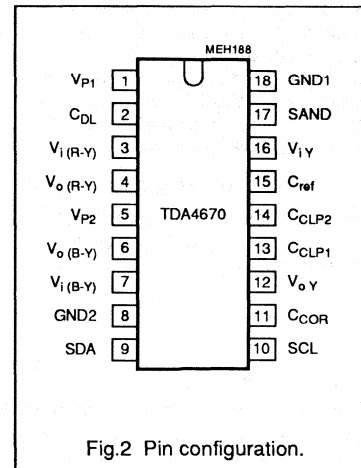 MEH188
VP1 1 18 GND1
CDL 2 17 SAND
Vi (R-Y) 3 16 Vi Y
Vo (R-Y) 4 15 Cref
VP2 5 TDA4670 14 CCLP2
Vo (B-Y) 6 13 CCLP1
Vi (B-Y) 7 12 Vo Y
GND2 8 11 CCOR
SDA 9 10 SCL
Fig.2 Pin configuration.